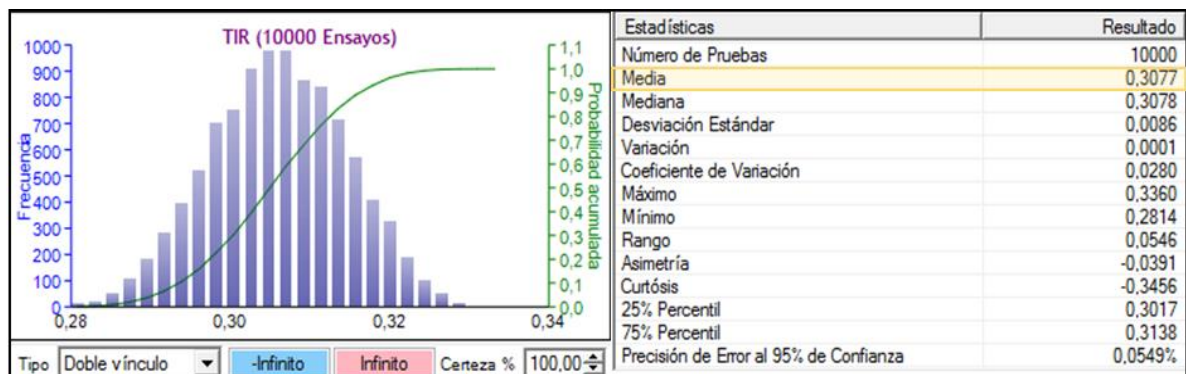 TIR (10000 Ensayos)
Frecuencia
1000
900
800
700
600
500
400
300
200
100
0
0,28
0,30
0,32
0,34
1,1
1,0
0,9
0,8
0,7
0,6
0,5
0,4
0,3
0,2
0,1
0,0
Probabilidad acumulada
Tipo Doble vínculo -Infinito Infinito Certeza % 100,00
Estadísticas Resultado
Número de Pruebas 10000
Media 0,3077
Mediana 0,3078
Desviación Estándar 0,0086
Variación 0,0001
Coeficiente de Variación 0,0280
Máximo 0,3360
Mínimo 0,2814
Rango 0,0546
Asimetría -0,0391
Curtósis -0,3456
25% Percentil 0,3017
75% Percentil 0,3138
Precisión de Error al 95% de Confianza 0,0549%